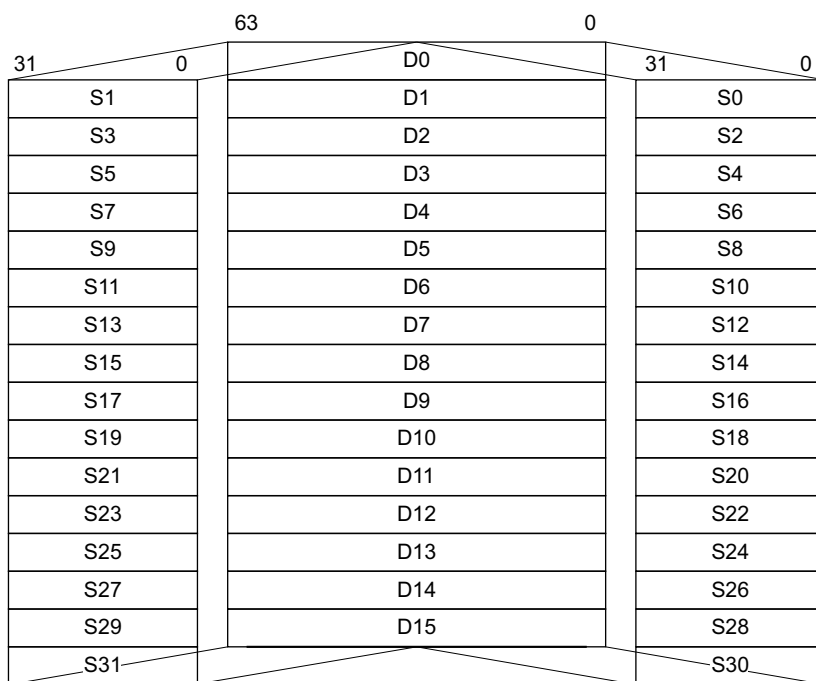 63 0
D0
31 0 31 0
S1 D1 S0
S3 D2 S2
S5 D3 S4
S7 D4 S6
S9 D5 S8
S11 D6 S10
S13 D7 S12
S15 D8 S14
S17 D9 S16
S19 D10 S18
S21 D11 S20
S23 D12 S22
S25 D13 S24
S27 D14 S26
S29 D15 S28
S31 S30